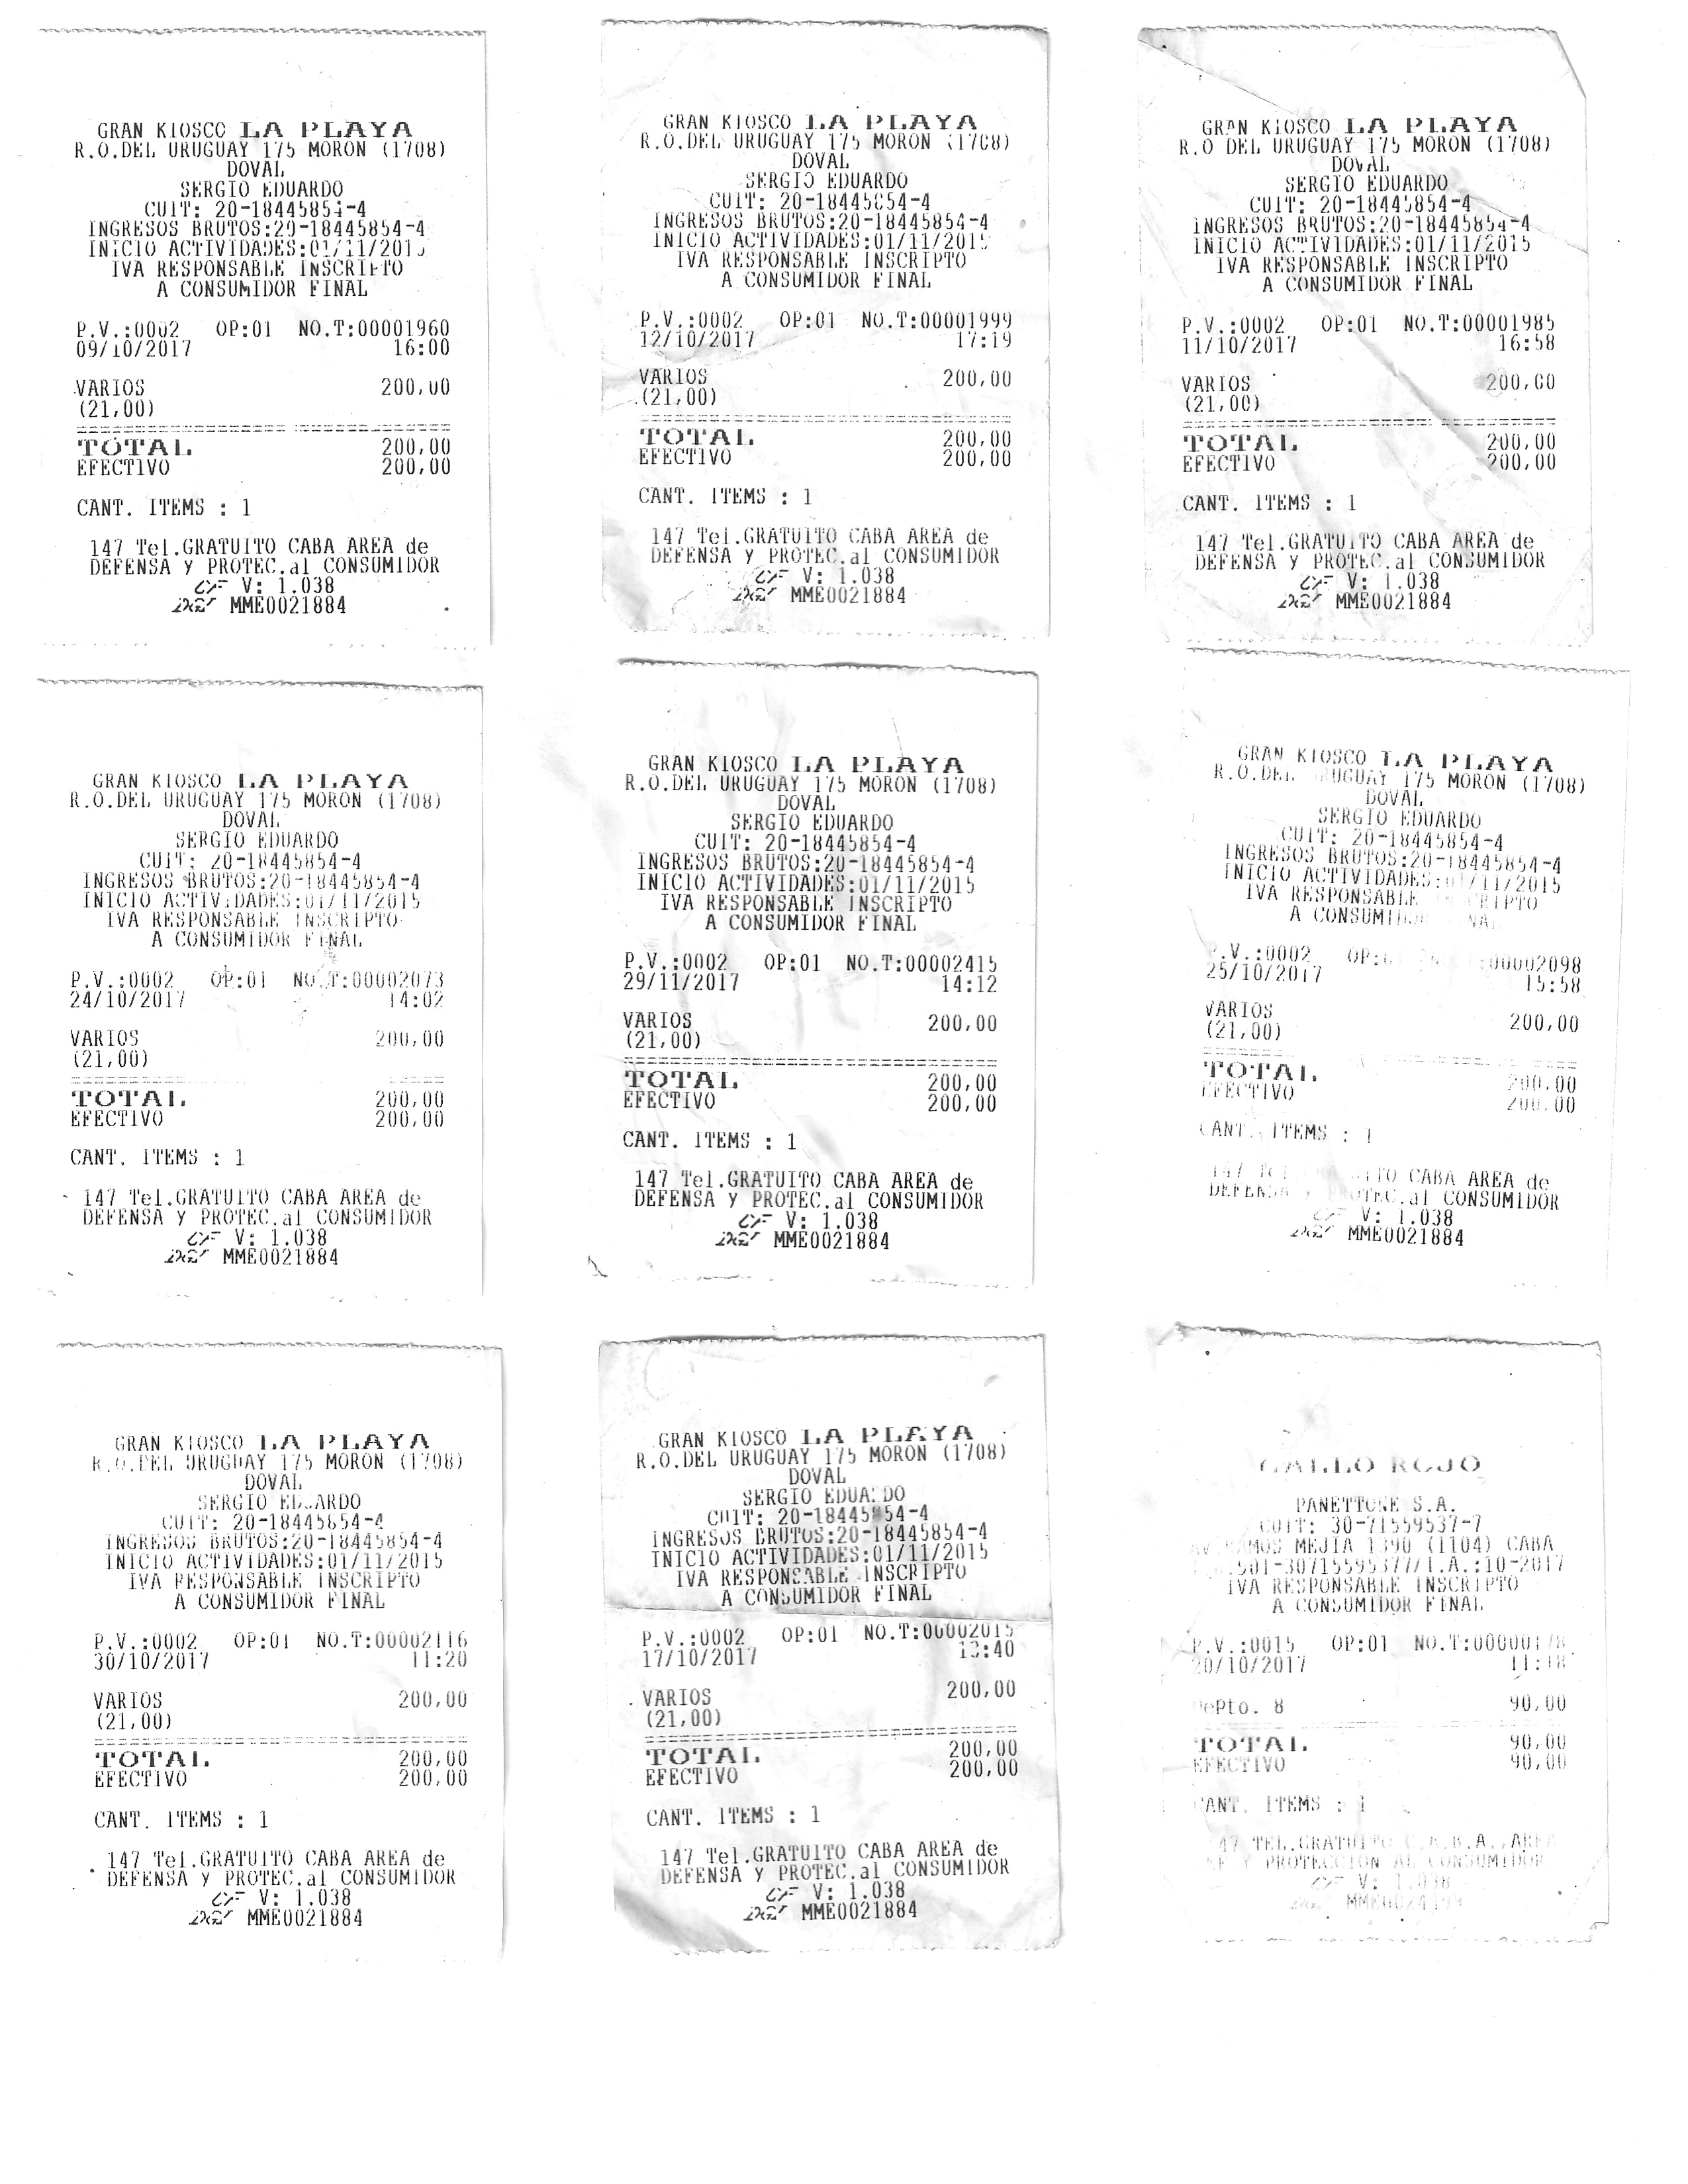 GRAN KIOSCO LA PLAYA
R.O.DEL URUGUAY 175 MORON (1708)
DOVAL
SERGIO EDUARDO
CUIT: 20-18445854-4
INGRESOS BRUTOS:20-18445854-4
INICIO ACTIVIDADES:01/11/2015
IVA RESPONSABLE INSCRIPTO
A CONSUMIDOR FINAL
P.V.:0002 OP:01 NO.T:00001960
09/10/2017 16:00
VARIOS 200,00
(21,00)
TOTAL 200,00
EFECTIVO 200,00
CANT. ITEMS : 1
147 Tel.GRATUITO CABA AREA de
DEFENSA y PROTEC.al CONSUMIDOR
V: 1.038
MME0021884
GRAN KIOSCO LA PLAYA
R.O.DEL URUGUAY 175 MORON (1708)
DOVAL
SERGIO EDUARDO
CUIT: 20-18445854-4
INGRESOS BRUTOS:20-18445854-4
INICIO ACTIVIDADES:01/11/2015
IVA RESPONSABLE INSCRIPTO
A CONSUMIDOR FINAL
P.V.:0002 OP:01 NO.T:00001999
12/10/2017 17:19
VARIOS 200,00
(21,00)
TOTAL 200,00
EFECTIVO 200,00
CANT. ITEMS : 1
147 Tel.GRATUITO CABA AREA de
DEFENSA y PROTEC.al CONSUMIDOR
V: 1.038
MME0021884
GRAN KIOSCO LA PLAYA
R.O DEL URUGUAY 175 MORON (1708)
DOVAL
SERGIO EDUARDO
CUIT: 20-18445854-4
INGRESOS BRUTOS:20-18445854-4
INICIO ACTIVIDADES:01/11/2015
IVA RESPONSABLE INSCRIPTO
A CONSUMIDOR FINAL
P.V.:0002 OP:01 NO.T:00001985
11/10/2017 16:58
VARIOS 200,00
(21,00)
TOTAL 200,00
EFECTIVO 200,00
CANT. ITEMS : 1
147 Tel.GRATUITO CABA AREA de
DEFENSA y PROTEC.al CONSUMIDOR
V: 1.038
MME0021884
GRAN KIOSCO LA PLAYA
R.O.DEL URUGUAY 175 MORON (1708)
DOVAL
SERGIO EDUARDO
CUIT: 20-18445854-4
INGRESOS BRUTOS:20-18445854-4
INICIO ACTIVIDADES:01/11/2015
IVA RESPONSABLE INSCRIPTO
A CONSUMIDOR FINAL
P.V.:0002 OP:01 NO.T:00002073
24/10/2017 14:02
VARIOS 200,00
(21,00)
TOTAL 200,00
EFECTIVO 200,00
CANT. ITEMS : 1
147 Tel.GRATUITO CABA AREA de
DEFENSA y PROTEC.al CONSUMIDOR
V: 1.038
MME0021884
GRAN KIOSCO LA PLAYA
R.O.DEL URUGUAY 175 MORON (1708)
DOVAL
SERGIO EDUARDO
CUIT: 20-18445854-4
INGRESOS BRUTOS:20-18445854-4
INICIO ACTIVIDADES:01/11/2015
IVA RESPONSABLE INSCRIPTO
A CONSUMIDOR FINAL
P.V.:0002 OP:01 NO.T:00002415
29/11/2017 14:12
VARIOS 200,00
(21,00)
TOTAL 200,00
EFECTIVO 200,00
CANT. ITEMS : 1
147 Tel.GRATUITO CABA AREA de
DEFENSA y PROTEC.al CONSUMIDOR
V: 1.038
MME0021884
GRAN KIOSCO LA PLAYA
R.O.DEL URUGUAY 175 MORON (1708)
DOVAL
SERGIO EDUARDO
CUIT: 20-18445854-4
INGRESOS BRUTOS:20-18445854-4
INICIO ACTIVIDADES:01/11/2015
IVA RESPONSABLE INSCRIPTO
A CONSUMIDOR FINAL
P.V.:0002 00002098
25/10/2017 15:58
VARIOS 200,00
(21,00)
TOTAL 200,00
EFECTIVO 200,00
CANT. ITEMS : 1
147 CABA AREA de
DEFENSA PROTEC.al CONSUMIDOR
V: 1.038
MME0021884
GRAN KIOSCO LA PLAYA
R.O.DEL URUGUAY 175 MORON (1708)
DOVAL
SERGIO EDUARDO
CUIT: 20-18445854-4
INGRESOS BRUTOS:20-18445854-4
INICIO ACTIVIDADES:01/11/2015
IVA RESPONSABLE INSCRIPTO
A CONSUMIDOR FINAL
P.V.:0002 OP:01 NO.T:00002116
30/10/2017 11:20
VARIOS 200,00
(21,00)
TOTAL 200,00
EFECTIVO 200,00
CANT. ITEMS : 1
147 Tel.GRATUITO CABA AREA de
DEFENSA y PROTEC.al CONSUMIDOR
V: 1.038
MME0021884
GRAN KIOSCO LA PLAYA
R.O.DEL URUGUAY 175 MORON (1708)
DOVAL
SERGIO EDUARDO
CUIT: 20-18445854-4
INGRESOS BRUTOS:20-18445854-4
INICIO ACTIVIDADES:01/11/2015
IVA RESPONSABLE INSCRIPTO
A CONSUMIDOR FINAL
P.V.:0002 OP:01 NO.T:00002015
17/10/2017
VARIOS 200,00
(21,00)
TOTAL 200,00
EFECTIVO 200,00
CANT. ITEMS : 1
147 Tel.GRATUITO CABA AREA de
DEFENSA y PROTEC.al CONSUMIDOR
V: 1.038
MME0021884
GALLO ROJO
PANETTONE S.A.
CUIT: 30-71559537-7
RAMOS MEJIA 1390 (1104) CABA
IVA RESPONSABLE INSCRIPTO
A CONSUMIDOR FINAL
P.V.:0015 OP:01
20/10/2017 11:18
Depto. 8 90,00
TOTAL 90,00
EFECTIVO 90,00
CANT. ITEMS : 1
147 TEL.GRATUITO C.A.B.A.,AREA
Y PROTECCION AL CONSUMIDOR
V: 1.038